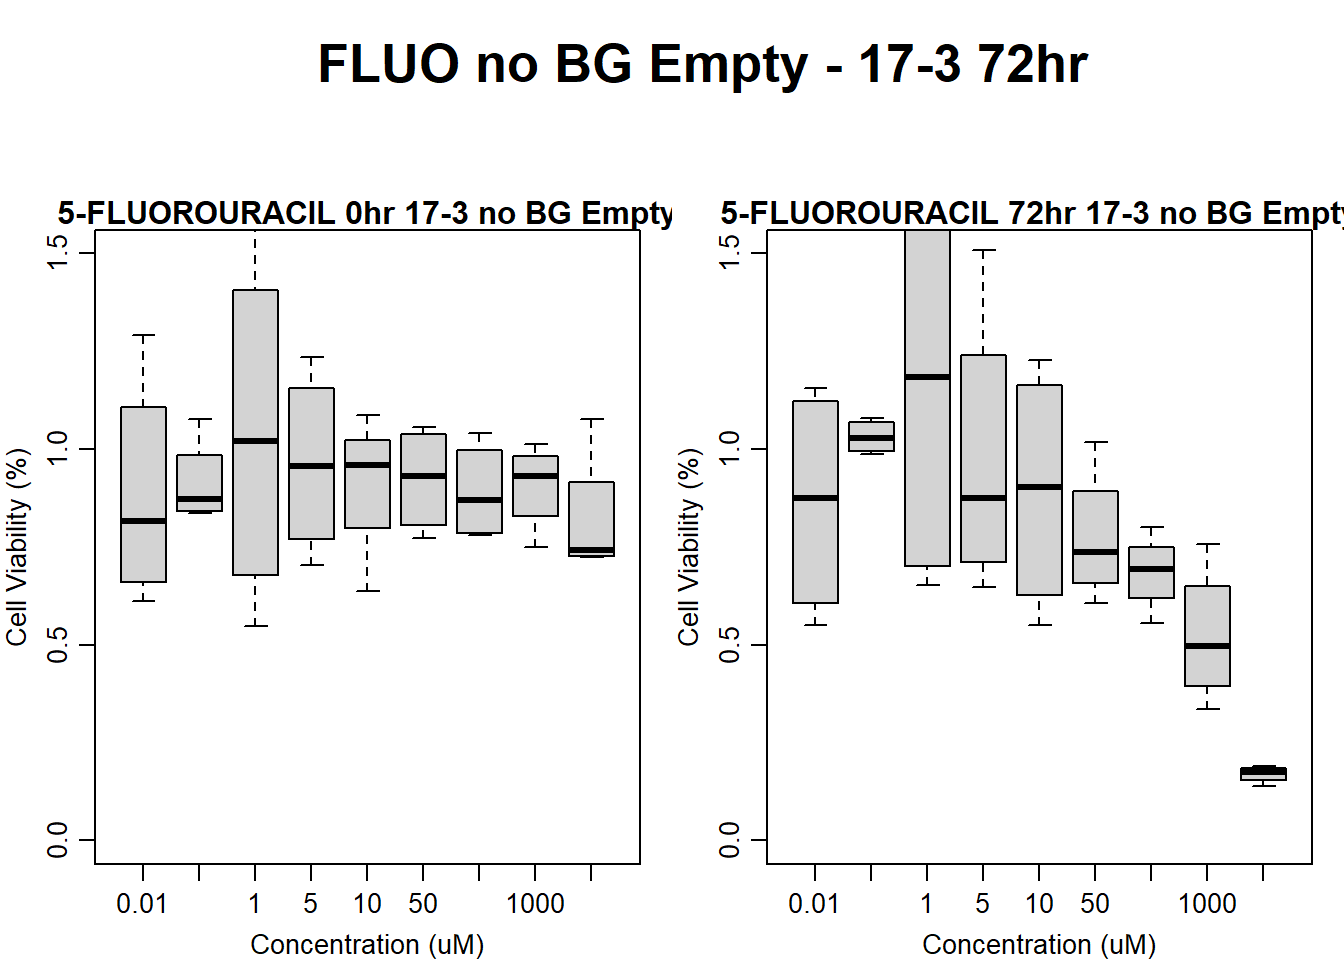 FLUO no BG Empty - 17-3 72hr
5-FLUOROURACIL 0hr 17-3 no BG Empty
Cell Viability (%)
1.5
1.0
0.5
0.0
0.01 1 5 10 50 1000
Concentration (uM)
5-FLUOROURACIL 72hr 17-3 no BG Empty
Cell Viability (%)
1.5
1.0
0.5
0.0
0.01 1 5 10 50 1000
Concentration (uM)